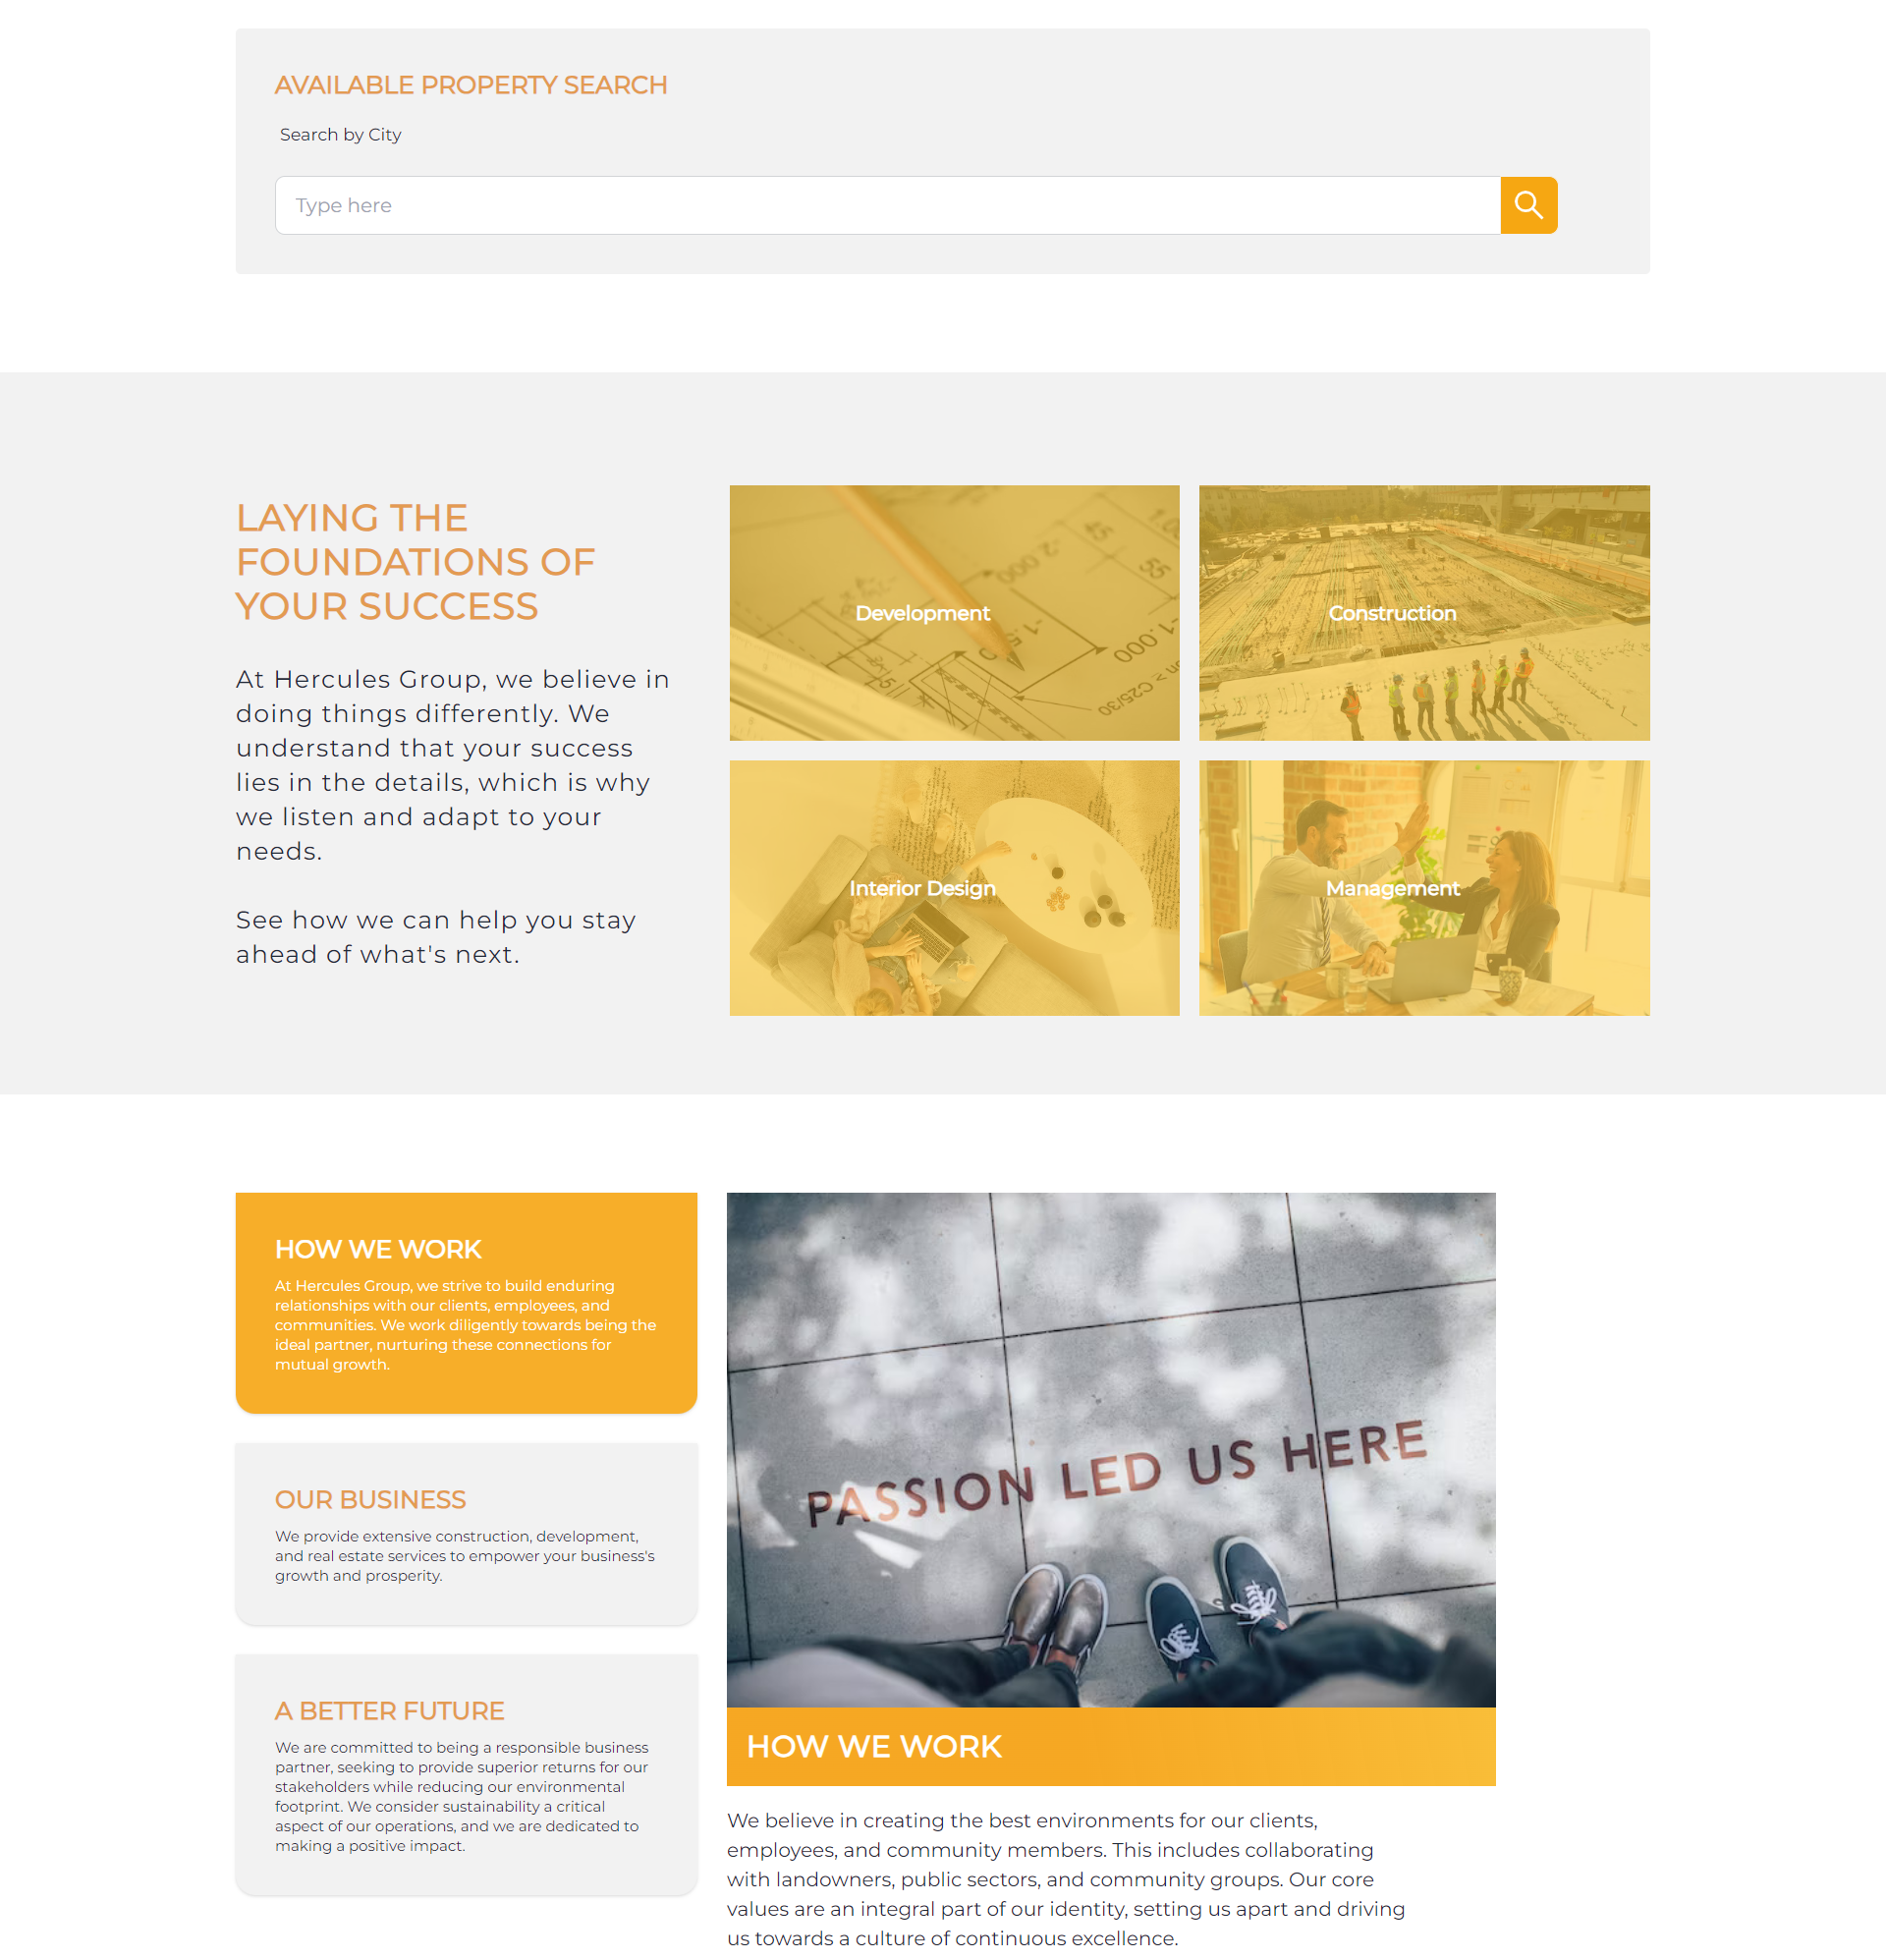 AVAILABLE PROPERTY SEARCH
Search by City
Type here
LAYING THE
FOUNDATIONS OF
YOUR SUCCESS
At Hercules Group, we believe in
doing things differently. We
understand that your success
lies in the details, which is why
we listen and adapt to your
needs.
See how we can help you stay
ahead of what's next.
Development
Construction
Interior Design
Management
HOW WE WORK
At Hercules Group, we strive to build enduring
relationships with our clients, employees, and
communities. We work diligently towards being the
ideal partner, nurturing these connections for
mutual growth.
OUR BUSINESS
We provide extensive construction, development,
and real estate services to empower your business's
growth and prosperity.
A BETTER FUTURE
We are committed to being a responsible business
partner, seeking to provide superior returns for our
stakeholders while reducing our environmental
footprint. We consider sustainability a critical
aspect of our operations, and we are dedicated to
making a positive impact.
PASSION LED US HERE
HOW WE WORK
We believe in creating the best environments for our clients,
employees, and community members. This includes collaborating
with landowners, public sectors, and community groups. Our core
values are an integral part of our identity, setting us apart and driving
us towards a culture of continuous excellence.